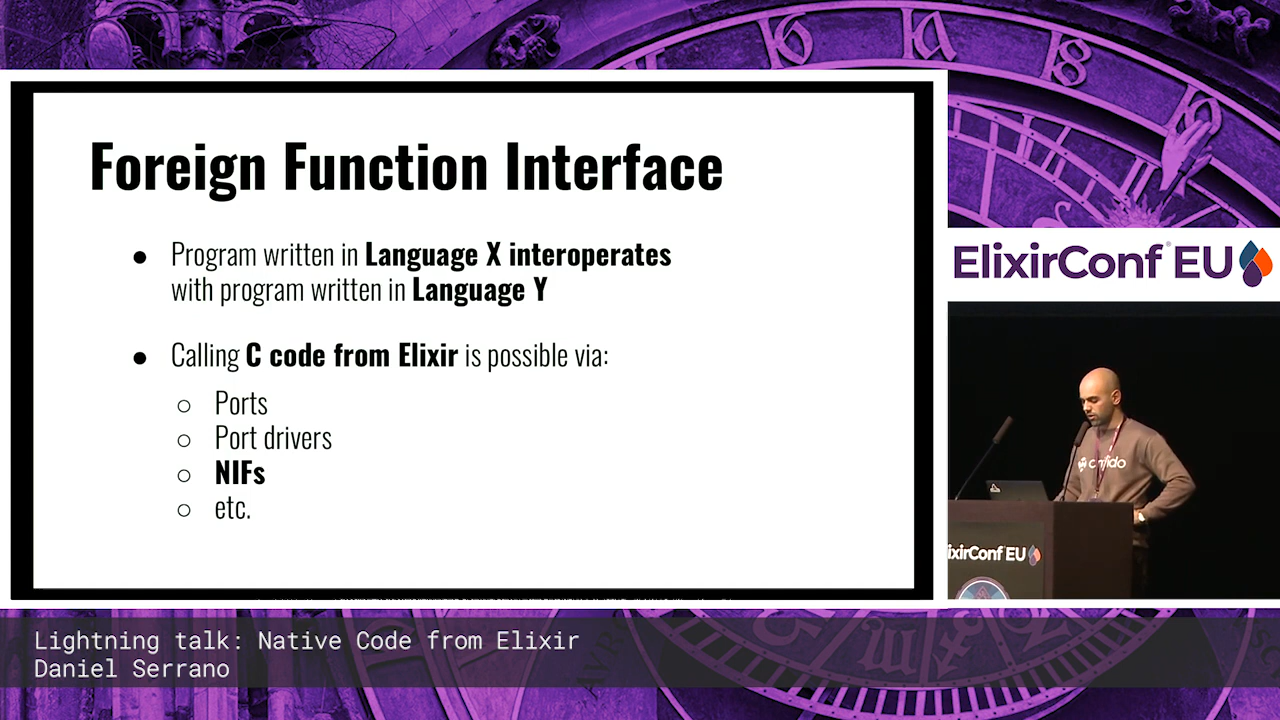 Foreign Function Interface
● Program written in Language X interoperates
with program written in Language Y
● Calling C code from Elixir is possible via:
○ Ports
○ Port drivers
○ NIFs
○ etc.
ElixirConf® EU
ixirConf EU
Lightning talk: Native Code from Elixir
Daniel Serrano